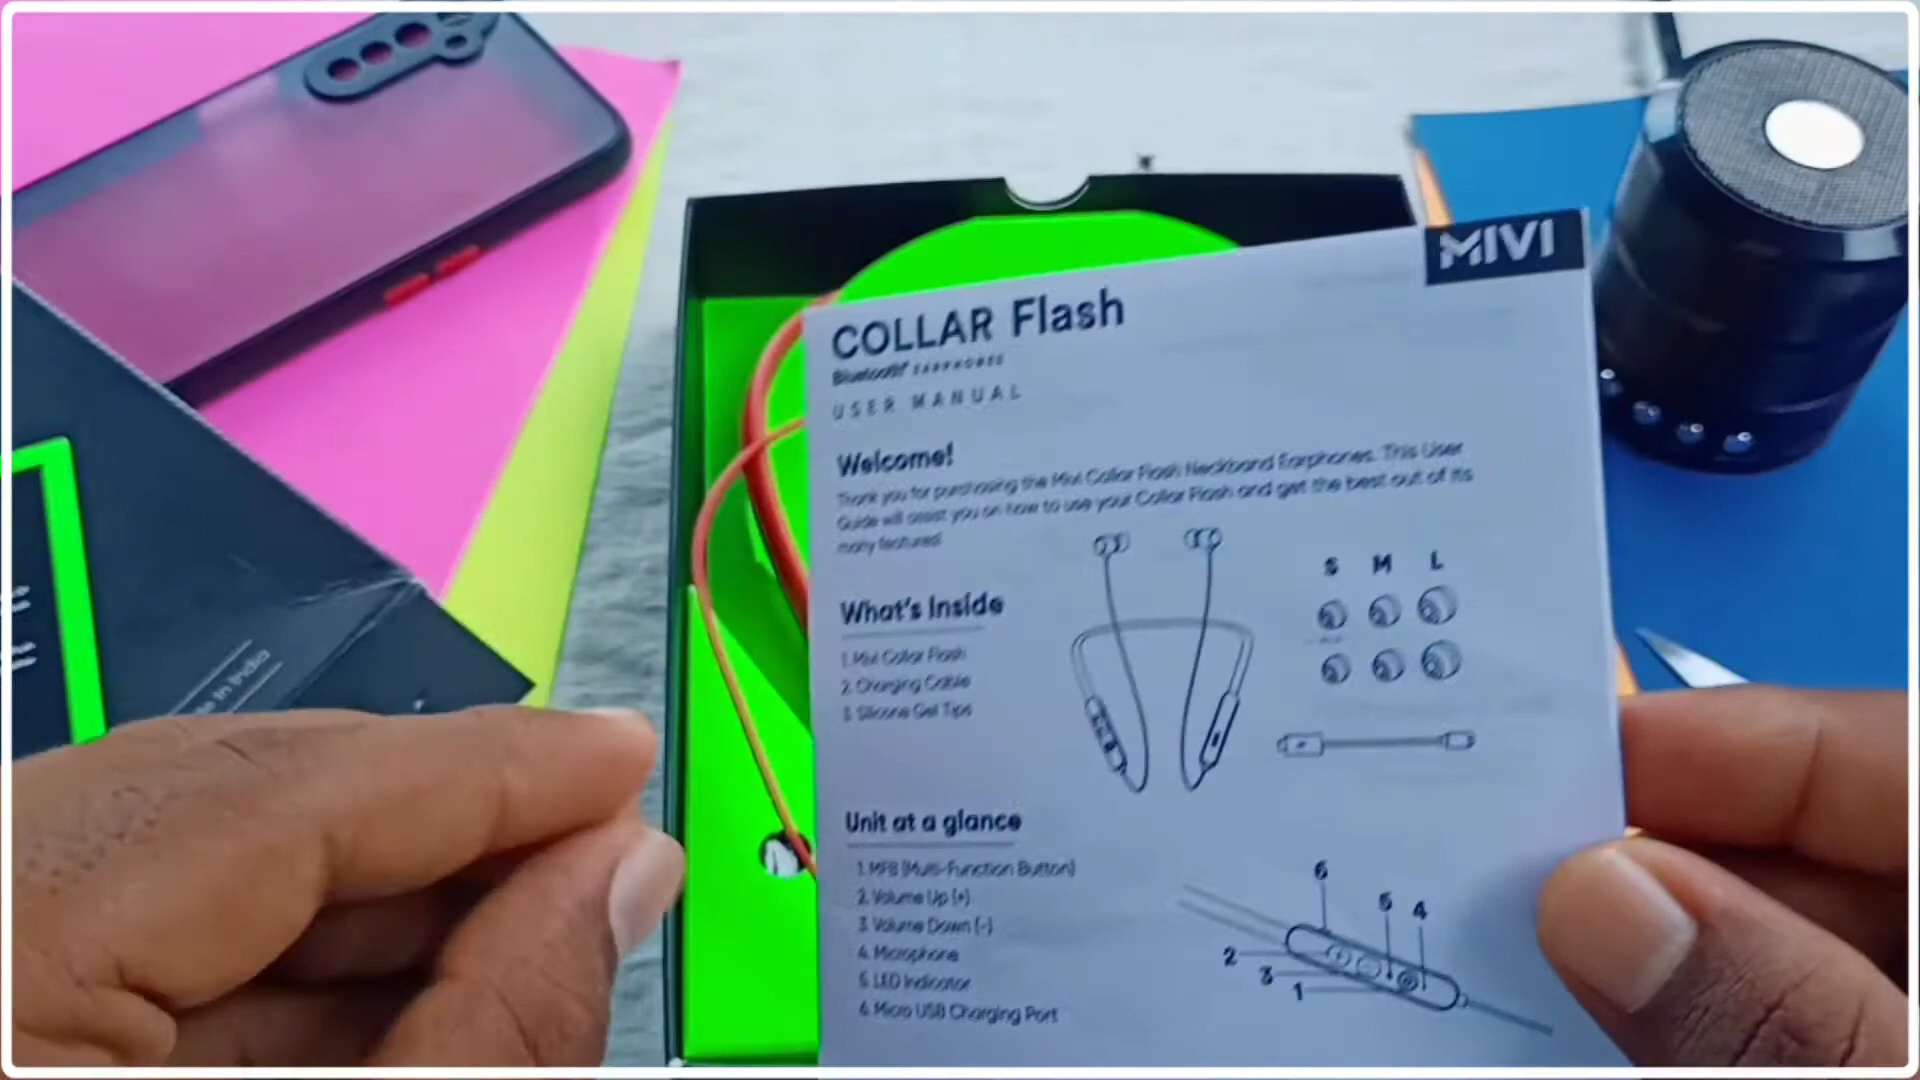 MIVI
COLLAR Flash
Bluetooth EARPHONES
USER MANUAL
Welcome!
Thank you for purchasing the Mivi Collar Flash Neckband Earphones. This User
Guide will assist you on how to use your Collar Flash and get the best out of its
many features!
What's Inside
1. Mivi Collar Flash
2. Charging Cable
3. Silicone Gel Tips
S M L
Unit at a glance
1. MFB (Multi-Function Button)
2. Volume Up (+)
3. Volume Down (-)
4. Microphone
5. LED Indicator
6. Micro USB Charging Port
6
5 4
2
3
1
in India